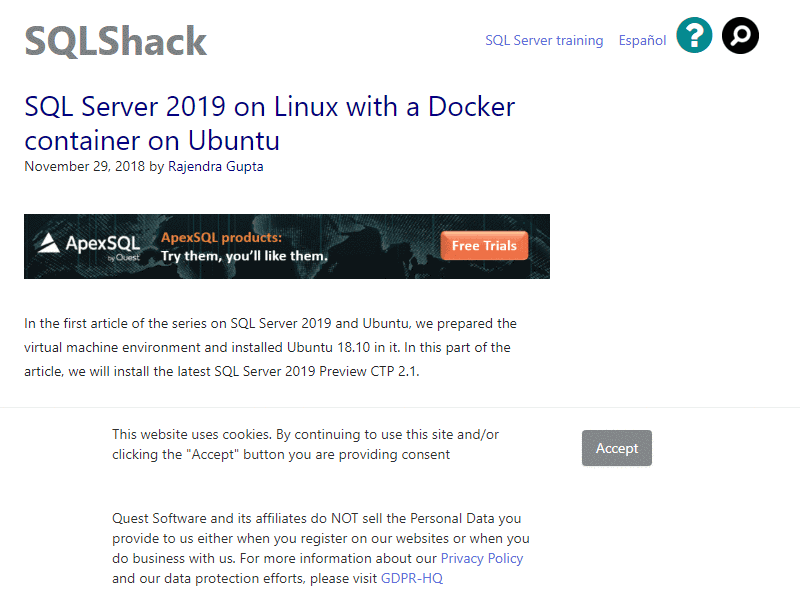 SQLShack
SQL Server training
Español
?
SQL Server 2019 on Linux with a Docker
container on Ubuntu
November 29, 2018 by Rajendra Gupta
ApexSQL
by Quest
ApexSQL products:
Try them, you'll like them.
Free Trials
In the first article of the series on SQL Server 2019 and Ubuntu, we prepared the
virtual machine environment and installed Ubuntu 18.10 in it. In this part of the
article, we will install the latest SQL Server 2019 Preview CTP 2.1.
This website uses cookies. By continuing to use this site and/or
clicking the "Accept" button you are providing consent
Accept
Quest Software and its affiliates do NOT sell the Personal Data you
provide to us either when you register on our websites or when you
do business with us. For more information about our Privacy Policy
and our data protection efforts, please visit GDPR-HQ